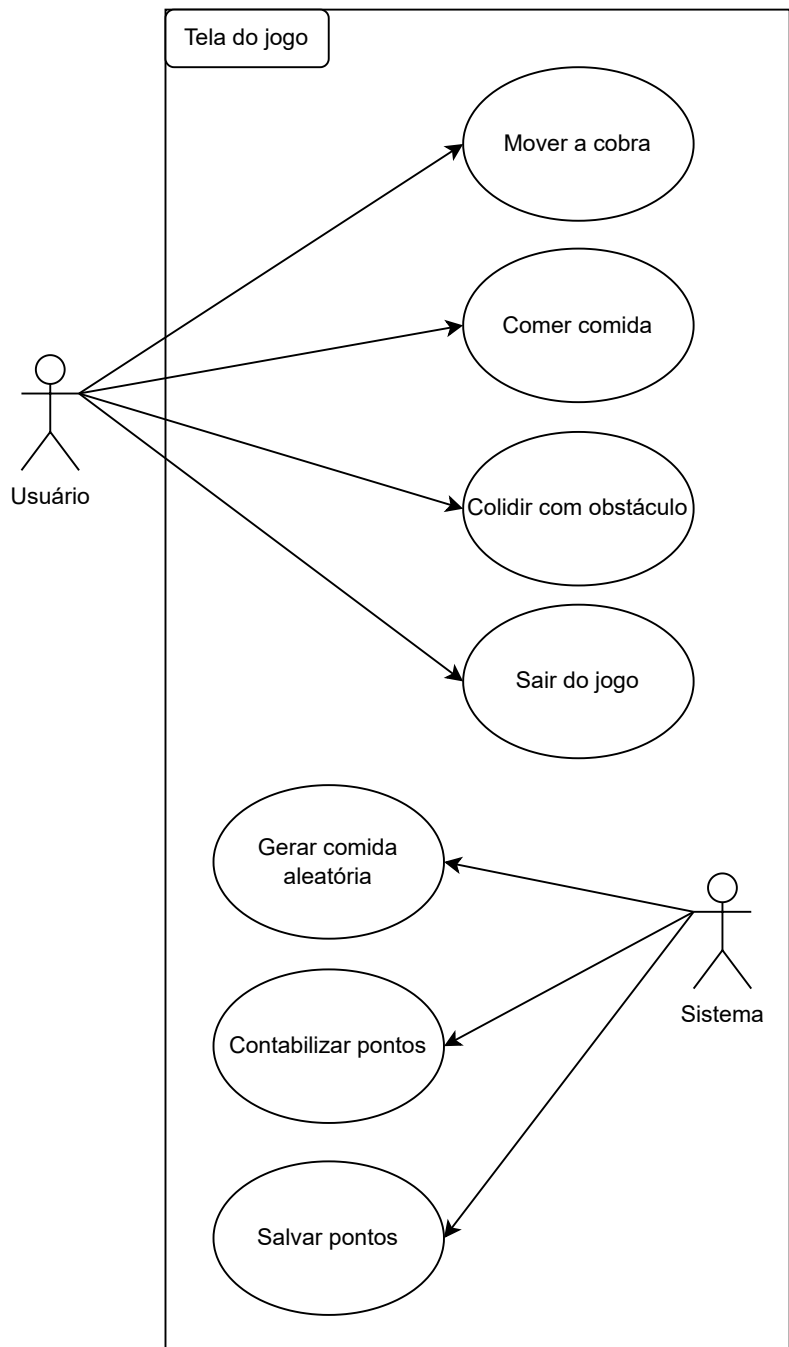 Tela do jogo
Mover a cobra
Comer comida
Usuário
Colidir com obstáculo
Sair do jogo
Gerar comida
aleatória
Sistema
Contabilizar pontos
Salvar pontos